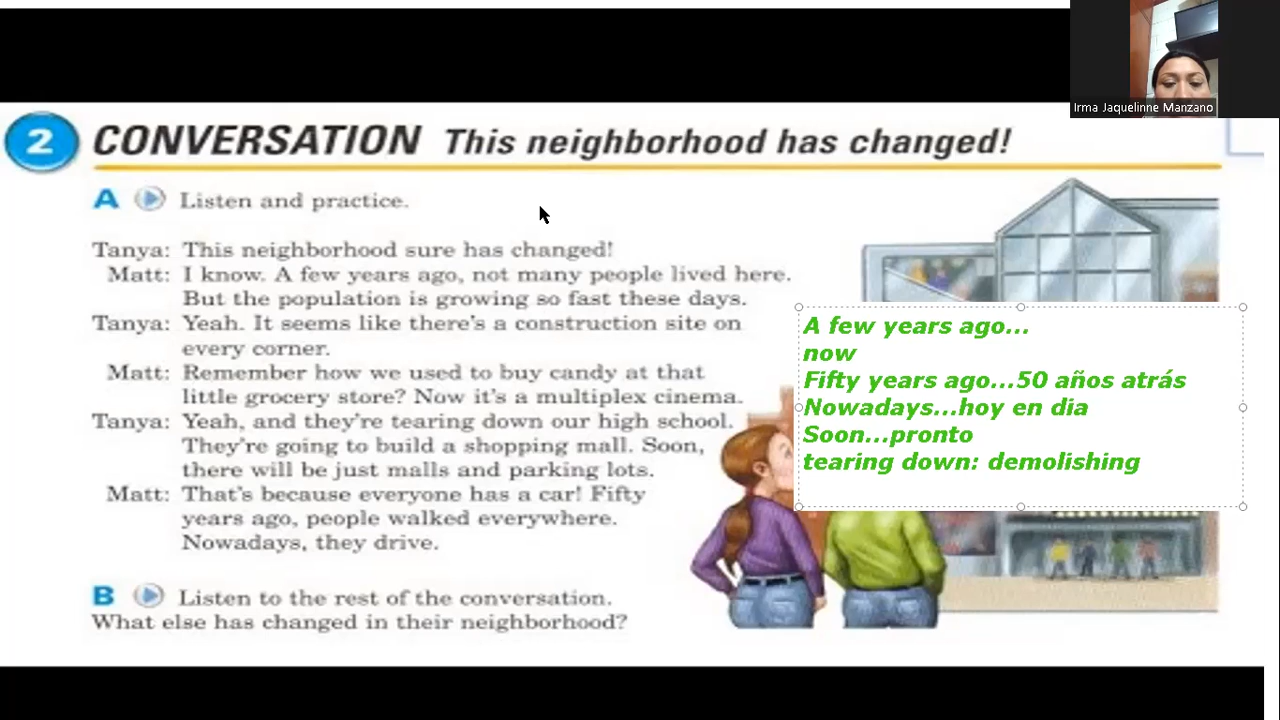 Irma Jaquelinne Manzano
2 CONVERSATION This neighborhood has changed!
A Listen and practice.
Tanya: This neighborhood sure has changed!
Matt: I know. A few years ago, not many people lived here.
But the population is growing so fast these days.
Tanya: Yeah. It seems like there's a construction site on
every corner.
Matt: Remember how we used to buy candy at that
little grocery store? Now it's a multiplex cinema.
Tanya: Yeah, and they're tearing down our high school.
They're going to build a shopping mall. Soon,
there will be just malls and parking lots.
Matt: That's because everyone has a car! Fifty
years ago, people walked everywhere.
Nowadays, they drive.
A few years ago...
now
Fifty years ago...50 años atrás
Nowadays...hoy en dia
Soon...pronto
tearing down: demolishing
B Listen to the rest of the conversation.
What else has changed in their neighborhood?